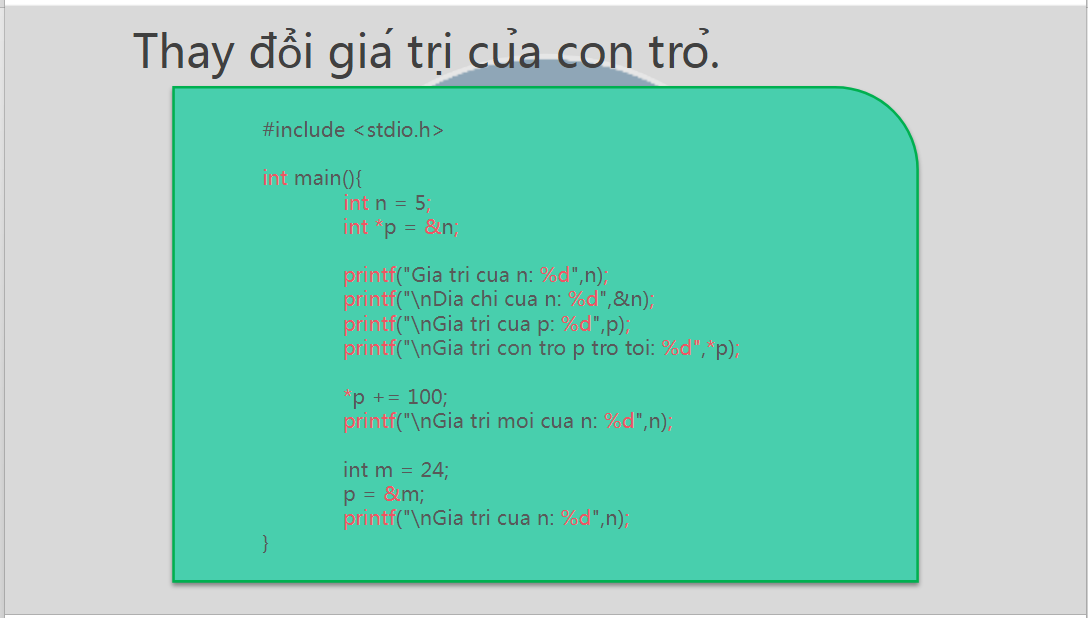 Thay đổi giá trị của con trỏ.
#include <stdio.h>
int main(){
int n = 5;
int *p = &n;
printf("Gia tri cua n: %d",n);
printf("\nDia chi cua n: %d",&n);
printf("\nGia tri cua p: %d",p);
printf("\nGia tri con tro p tro toi: %d",*p);
*p += 100;
printf("\nGia tri moi cua n: %d",n);
int m = 24;
p = &m;
printf("\nGia tri cua n: %d",n);
}